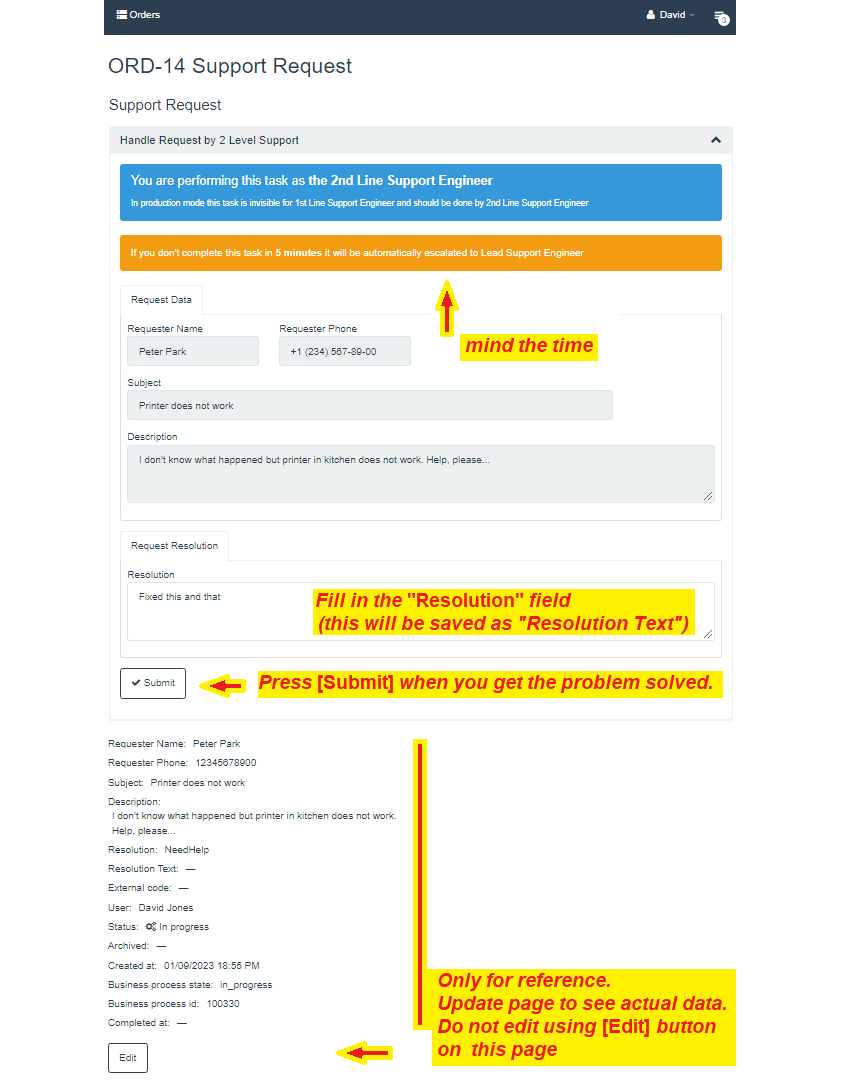 Orders
David
3
ORD-14 Support Request
Support Request
Handle Request by 2 Level Support
You are performing this task as the 2nd Line Support Engineer
In production mode this task is invisible for 1st Line Support Engineer and should be done by 2nd Line Support Engineer
If you don't complete this task in 5 minutes it will be automatically escalated to Lead Support Engineer
Request Data
mind the time
Requester Name
Requester Phone
Peter Park
+1 (234) 567-89-00
Subject
Printer does not work
Description
I don't know what happened but printer in kitchen does not work. Help, please...
Request Resolution
Resolution
Fixed this and that
Fill in the "Resolution" field
(this will be saved as "Resolution Text")
Submit
Press [Submit] when you get the problem solved.
Requester Name: Peter Park
Requester Phone: 12345678900
Subject: Printer does not work
Description:
I don't know what happened but printer in kitchen does not work.
Help, please...
Resolution: NeedHelp
Resolution Text: —
External code: —
User: David Jones
Status: In progress
Archived: —
Created at: 01/09/2023 18:55 PM
Business process state: in_progress
Business process id: 100330
Completed at: —
Only for reference.
Update page to see actual data.
Do not edit using [Edit] button
on this page
Edit